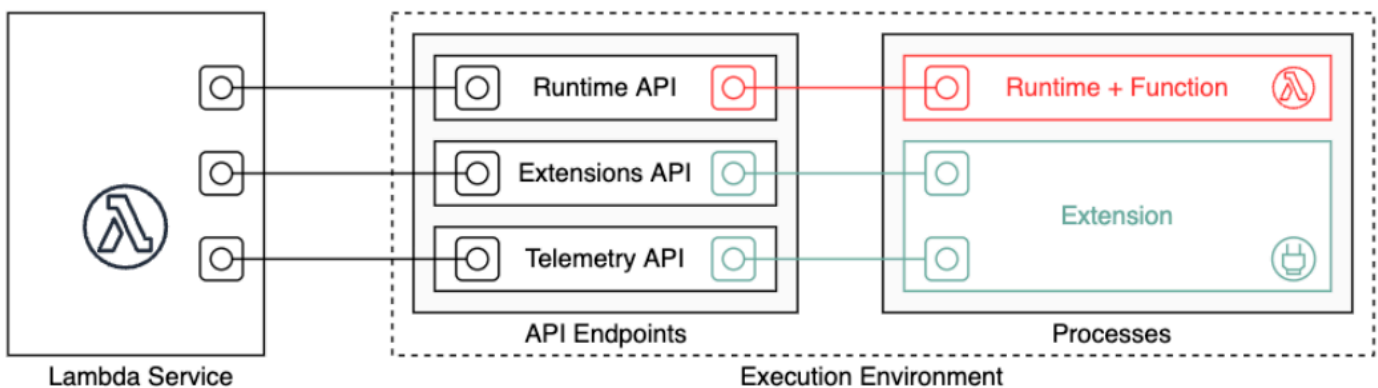 Runtime API
Runtime + Function
Extensions API
Extension
Telemetry API
API Endpoints
Processes
Lambda Service
Execution Environment